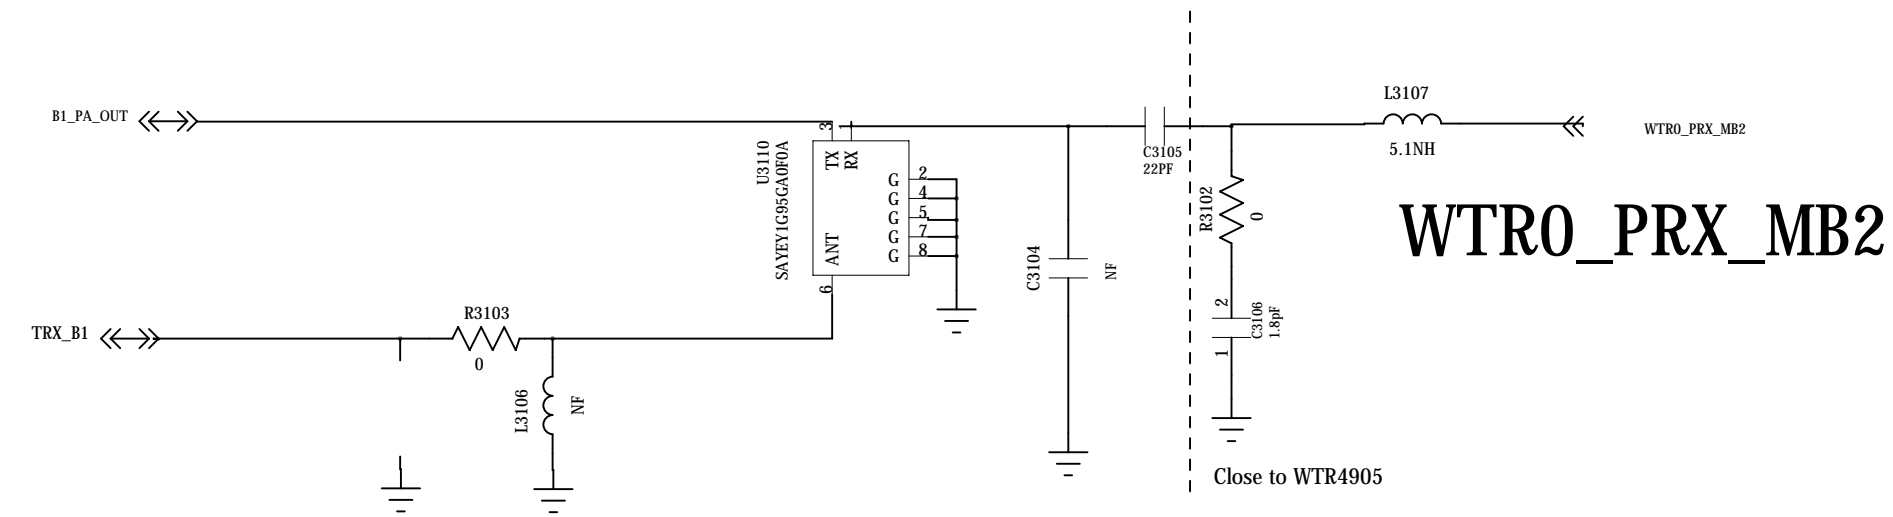 L3107
B1_PA_OUT
WTR0_PRX_MB2
3
1
C3105
22PF
5.1NH
U3110
SAYEY1G95GA0F0A
TX
RX
G 2
G 4
G 5
G 7
G 8
ANT
6
R3102
0
WTR0_PRX_MB2
C3104
NF
R3103
0
TRX_B1
2
C3106
1.8pF
1
L3106
NF
Close to WTR4905